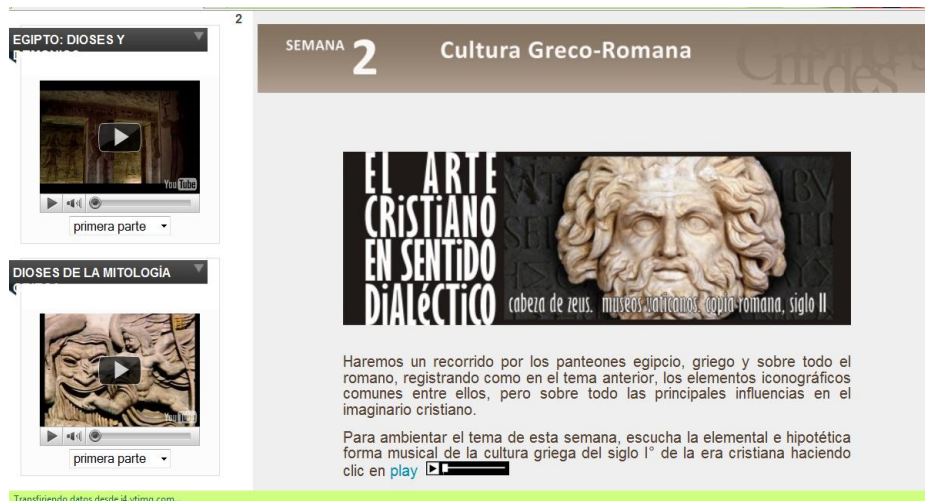 2
EGIPTO: DIOSES Y
YouTube
primera parte
DIOSES DE LA MITOLOGÍA
YouTube
primera parte
SEMANA 2 Cultura Greco-Romana
EL ARTE
CRiSTiANO
EN SENTiDO
DiALéCTiCO
cabeza de zeus. museos vaticanos. copia romana, siglo II
Haremos un recorrido por los panteones egipcio, griego y sobre todo el
romano, registrando como en el tema anterior, los elementos iconográficos
comunes entre ellos, pero sobre todo las principales influencias en el
imaginario cristiano.
Para ambientar el tema de esta semana, escucha la elemental e hipotética
forma musical de la cultura griega del siglo I° de la era cristiana haciendo
clic en play
Transfiriendo datos desde i4.ytimg.com...